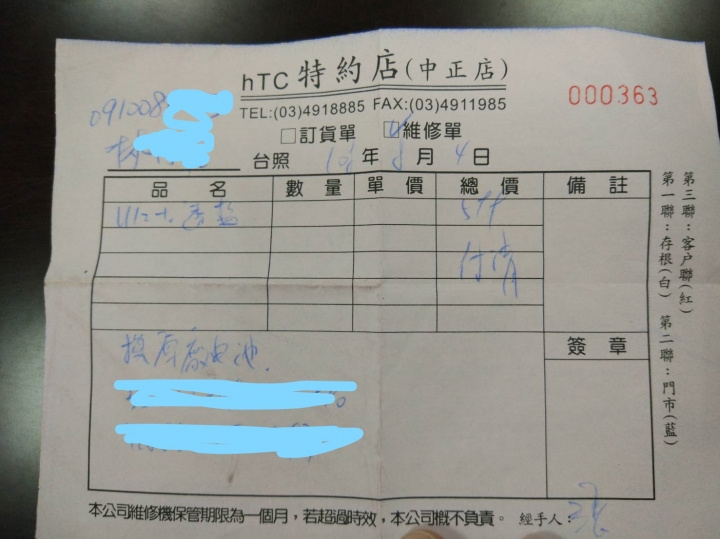 hTC 特約店(中正店)
000363
091008
TEL:(03)4918885 FAX:(03)4911985
□訂貨單 ☑維修單
台照 年 8月 4日
品名 數量 單價 總價 備註
599
付清
換原廠電池.
簽章
本公司維修機保管期限為一個月，若超過時效，本公司概不負責。 經手人：
第一聯：存根(白) 第二聯：門市(藍)
第三聯：客戶聯(紅)